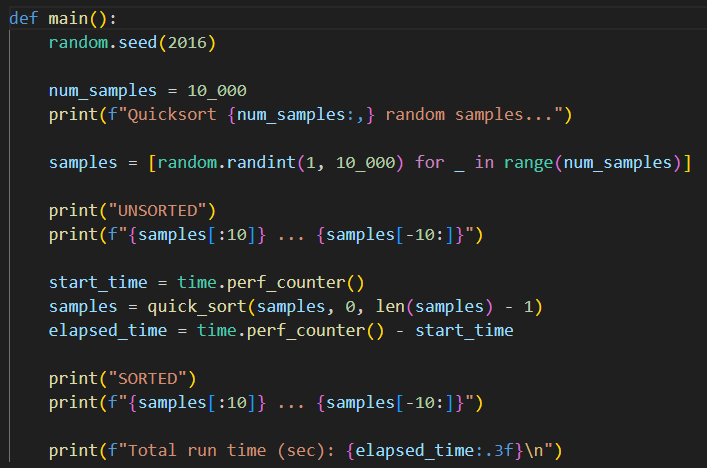 def main():
    random.seed(2016)

    num_samples = 10_000
    print(f"Quicksort {num_samples:,} random samples...")

    samples = [random.randint(1, 10_000) for _ in range(num_samples)]

    print("UNSORTED")
    print(f"{samples[:10]} ... {samples[-10:]}")

    start_time = time.perf_counter()
    samples = quick_sort(samples, 0, len(samples) - 1)
    elapsed_time = time.perf_counter() - start_time

    print("SORTED")
    print(f"{samples[:10]} ... {samples[-10:]}")

    print(f"Total run time (sec): {elapsed_time:.3f}\n")